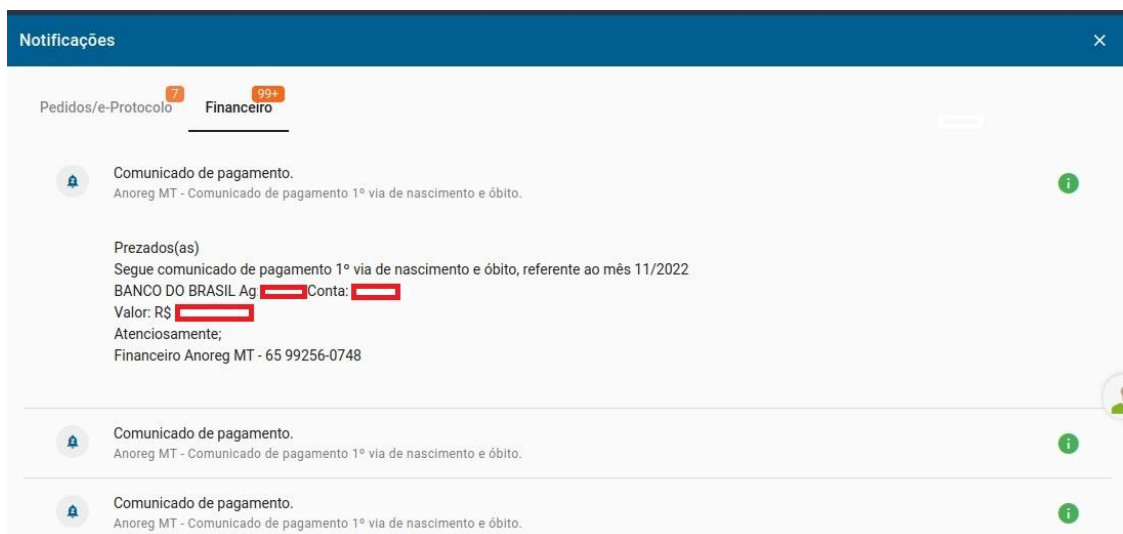 Notificações
Pedidos/e-Protocolo 7 Financeiro 99+
Comunicado de pagamento.
Anoreg MT - Comunicado de pagamento 1º via de nascimento e óbito.
Prezados(as)
Segue comunicado de pagamento 1º via de nascimento e óbito, referente ao mês 11/2022
BANCO DO BRASIL Ag: Conta:
Valor: R$
Atenciosamente;
Financeiro Anoreg MT - 65 99256-0748
Comunicado de pagamento.
Anoreg MT - Comunicado de pagamento 1º via de nascimento e óbito.
Comunicado de pagamento.
Anoreg MT - Comunicado de pagamento 1º via de nascimento e óbito.